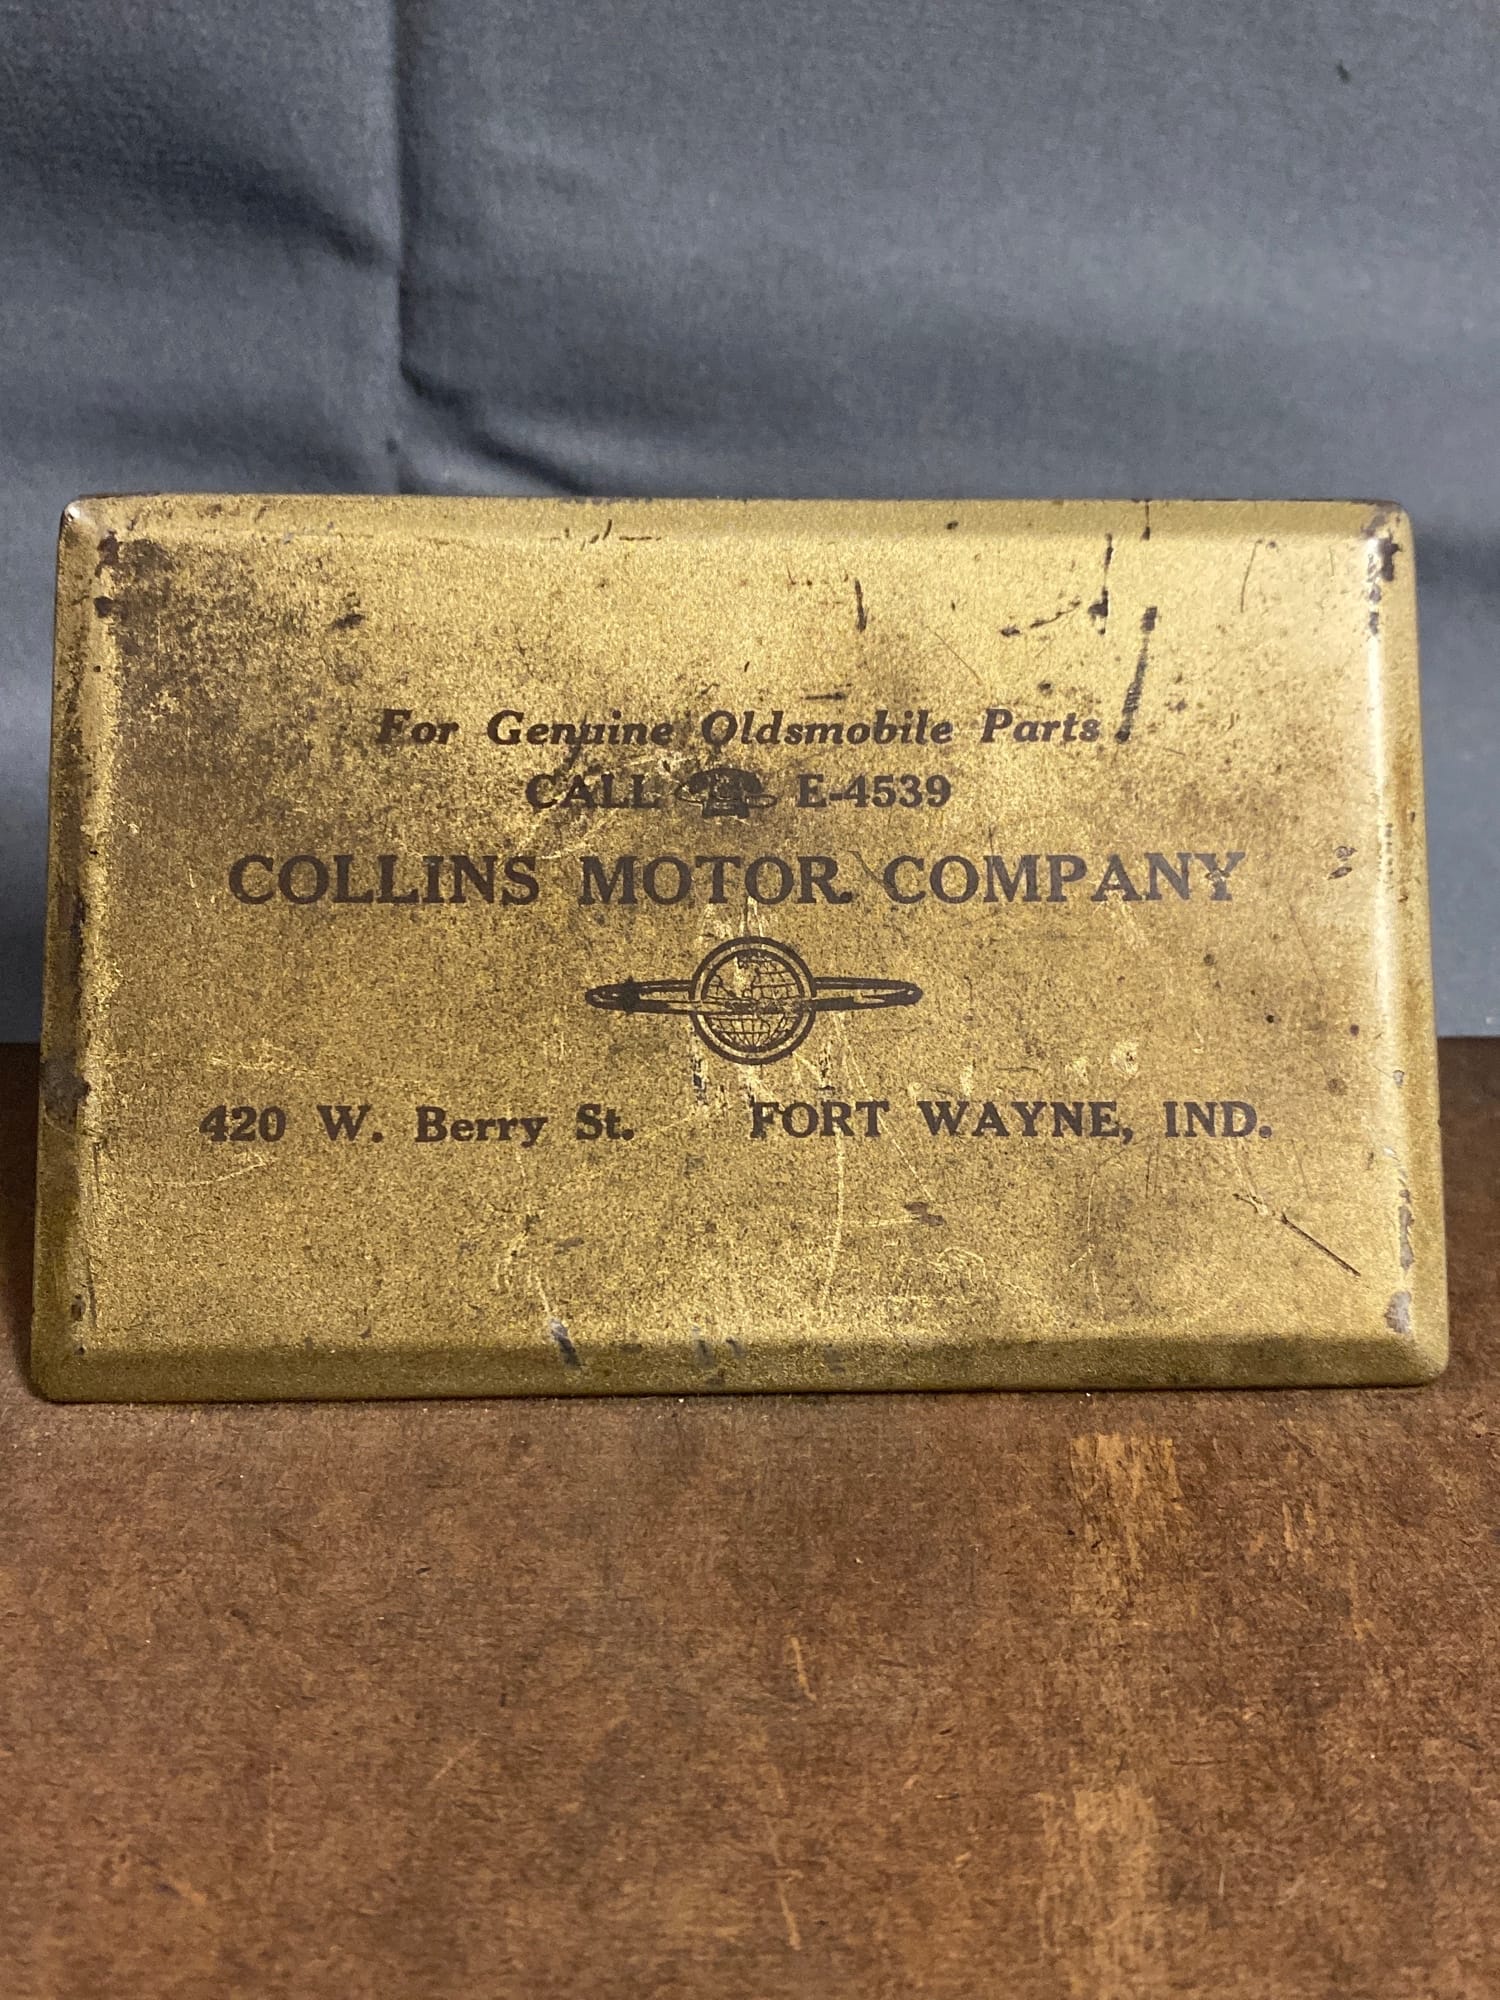 For Genuine Oldsmobile Parts
CALL E-4539
COLLINS MOTOR COMPANY
420 W. Berry St. FORT WAYNE, IND.